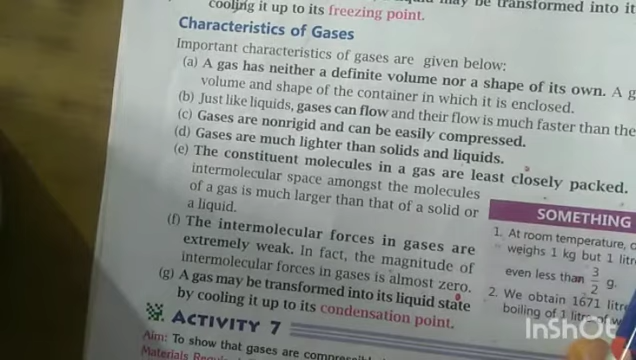 may be transformed into it
cooling it up to its freezing point.
Characteristics of Gases
Important characteristics of gases are given below:
(a) A gas has neither a definite volume nor a shape of its own. A g
volume and shape of the container in which it is enclosed.
(b) Just like liquids, gases can flow and their flow is much faster than the
(c) Gases are nonrigid and can be easily compressed.
(d) Gases are much lighter than solids and liquids.
(e) The constituent molecules in a gas are least closely packed.
intermolecular space amongst the molecules
of a gas is much larger than that of a solid or
a liquid.
(f) The intermolecular forces in gases are
extremely weak. In fact, the magnitude of
intermolecular forces in gases is almost zero.
(g) A gas may be transformed into its liquid state
by cooling it up to its condensation point.
ACTIVITY 7
Aim: To show that gases are
Materials
SOMETHING
1. At room temperature,
weighs 1 kg but 1 litr
even less than 3/2 g.
2. We obtain 1671 litre
boiling of 1 litre of w
InShOt